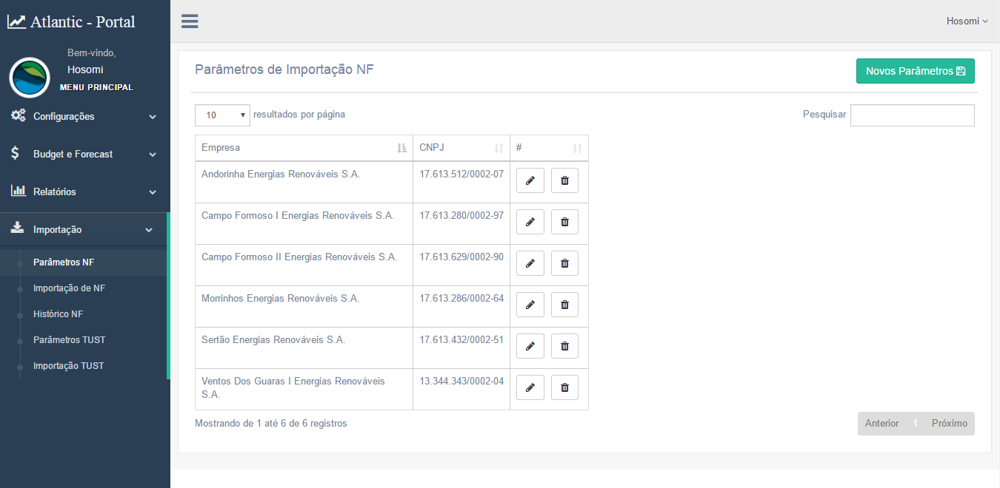 Atlantic - Portal
Bem-vindo,
Hosomi
MENU PRINCIPAL
Configurações
Budget e Forecast
Relatórios
Importação
Parâmetros NF
Importação de NF
Histórico NF
Parâmetros TUST
Importação TUST
Hosomi
Parâmetros de Importação NF
Novos Parâmetros
10 resultados por página
Pesquisar
Empresa CNPJ #
Andorinha Energias Renováveis S.A. 17.613.512/0002-07
Campo Formoso I Energias Renováveis S.A. 17.613.280/0002-97
Campo Formoso II Energias Renováveis S.A. 17.613.629/0002-90
Morrinhos Energias Renováveis S.A. 17.613.286/0002-64
Sertão Energias Renováveis S.A. 17.613.432/0002-51
Ventos Dos Guaras I Energias Renováveis 13.344.343/0002-04
S.A.
Mostrando de 1 até 6 de 6 registros
Anterior 1 Próximo